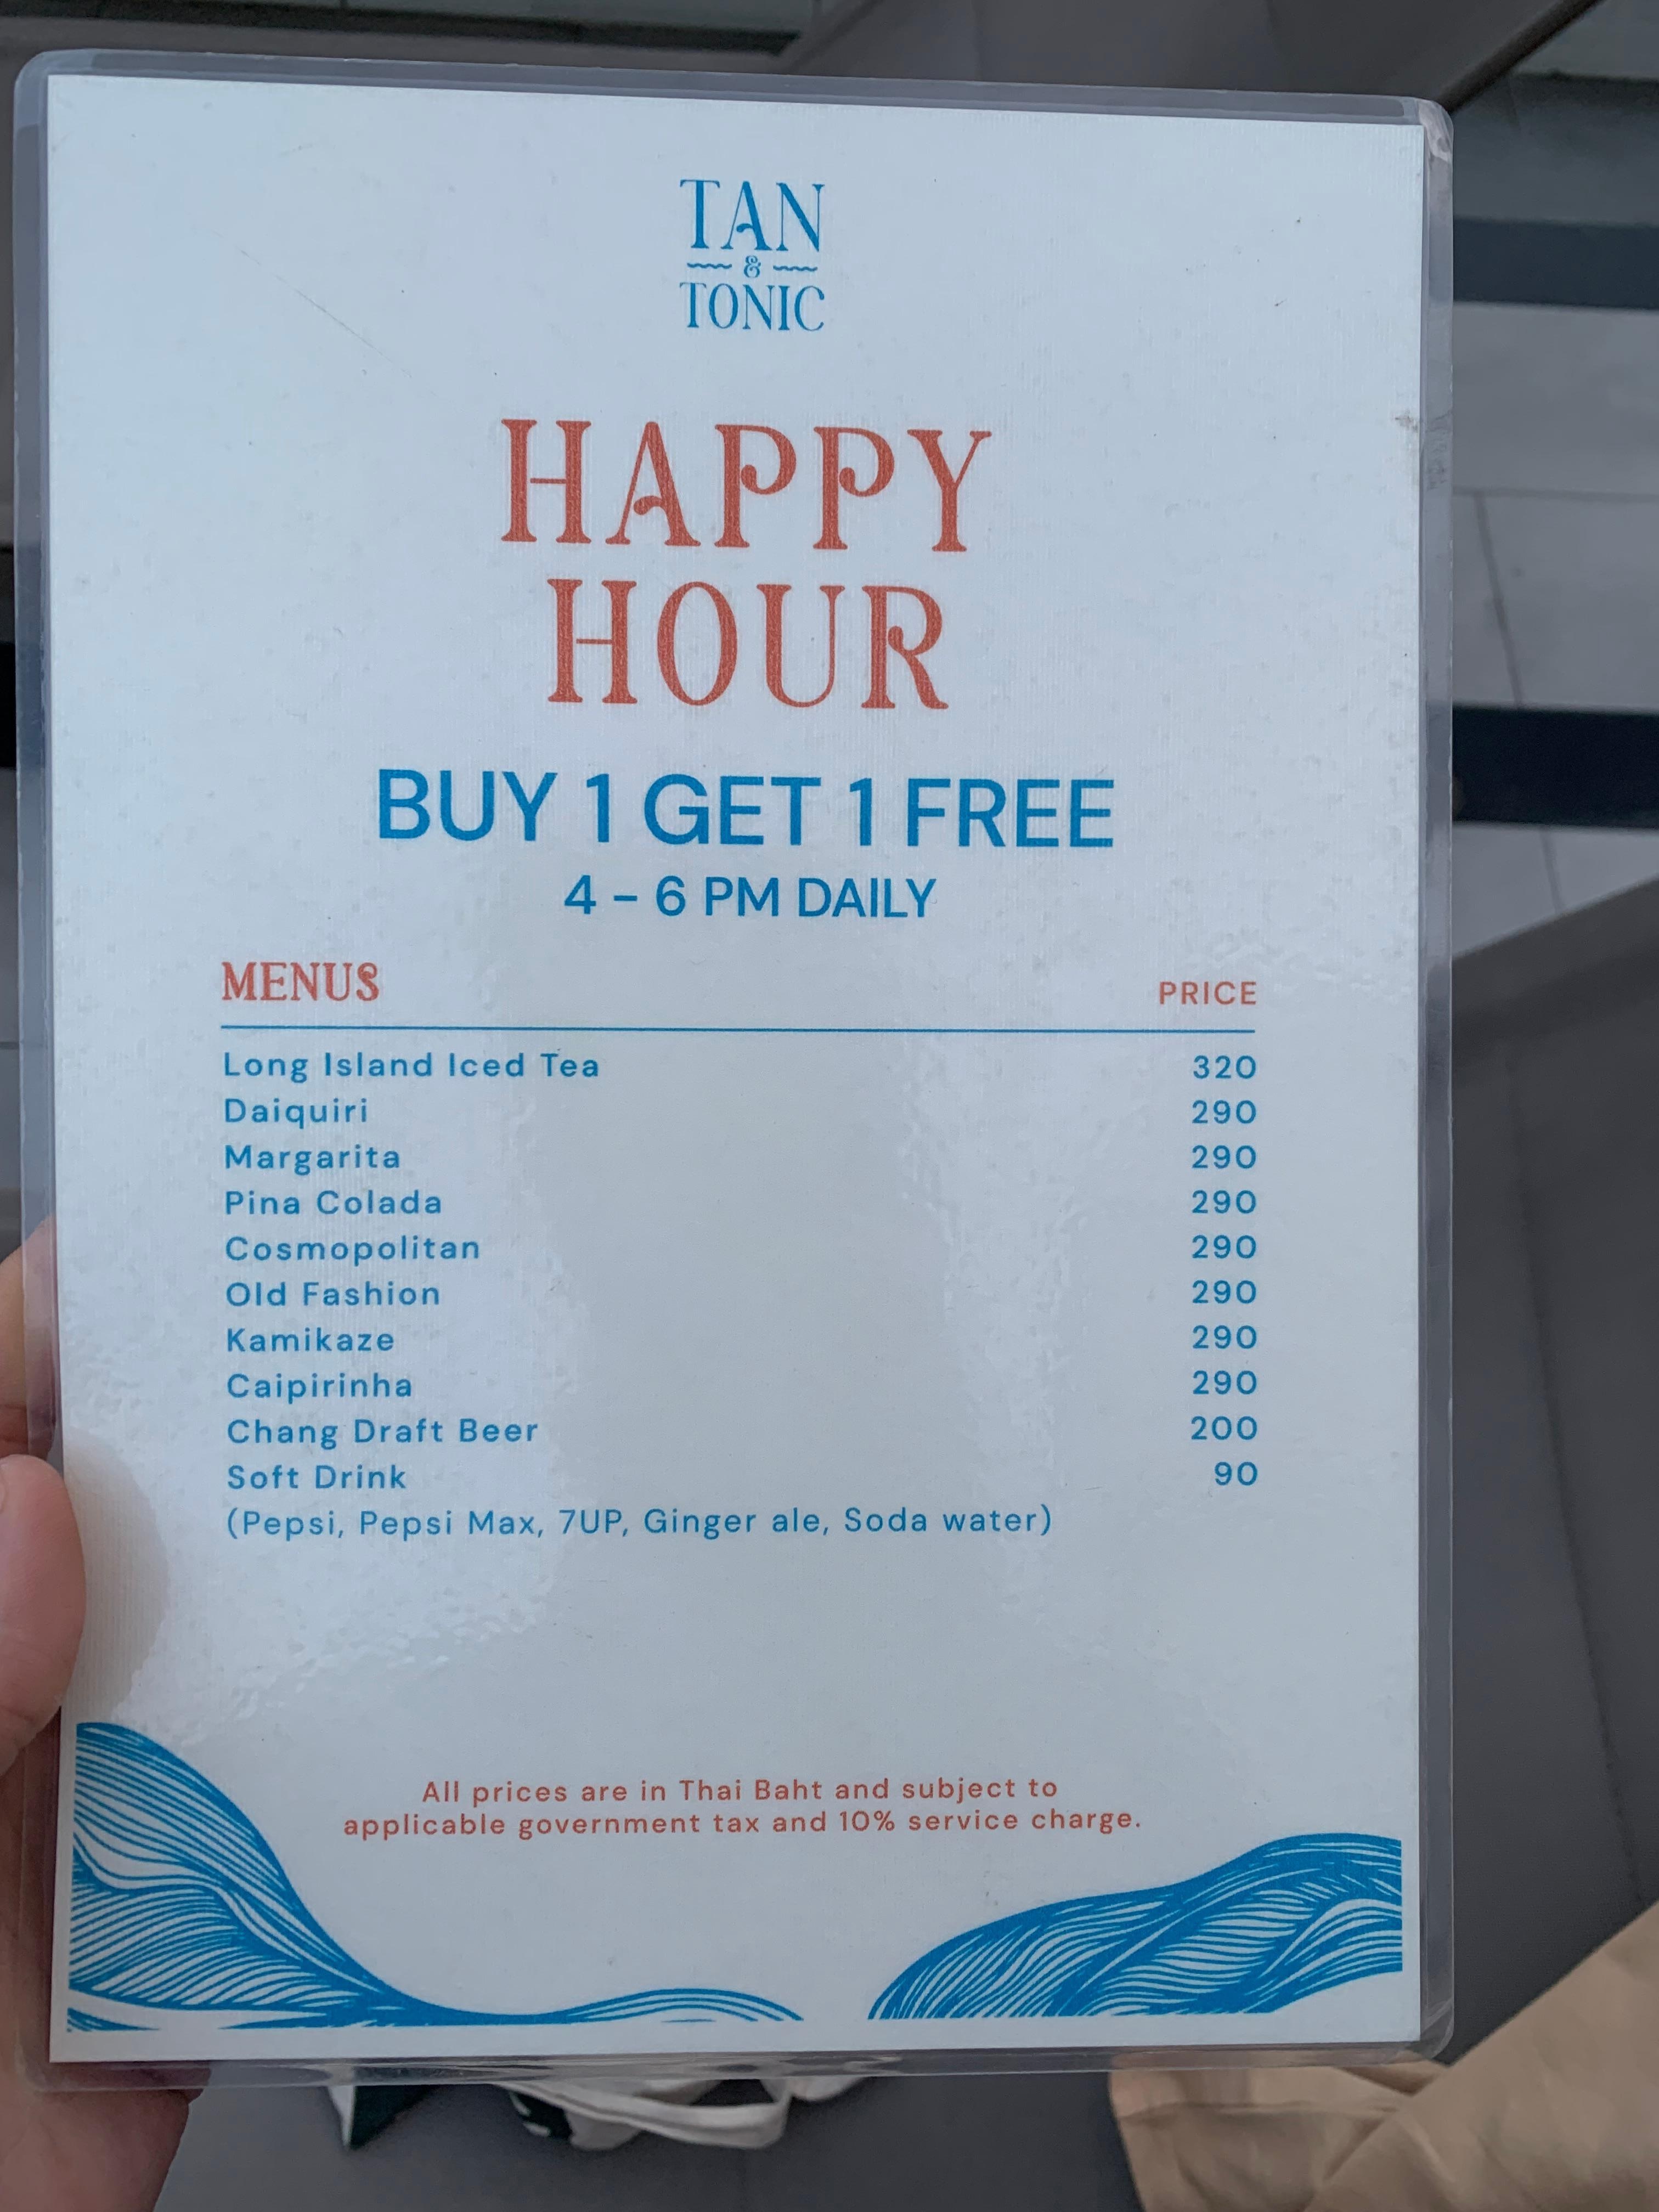 TAN
&
TONIC
HAPPY
HOUR
BUY 1 GET 1 FREE
4 – 6 PM DAILY
MENUS PRICE
Long Island Iced Tea 320
Daiquiri 290
Margarita 290
Pina Colada 290
Cosmopolitan 290
Old Fashion 290
Kamikaze 290
Caipirinha 290
Chang Draft Beer 200
Soft Drink 90
(Pepsi, Pepsi Max, 7UP, Ginger ale, Soda water)
All prices are in Thai Baht and subject to
applicable government tax and 10% service charge.